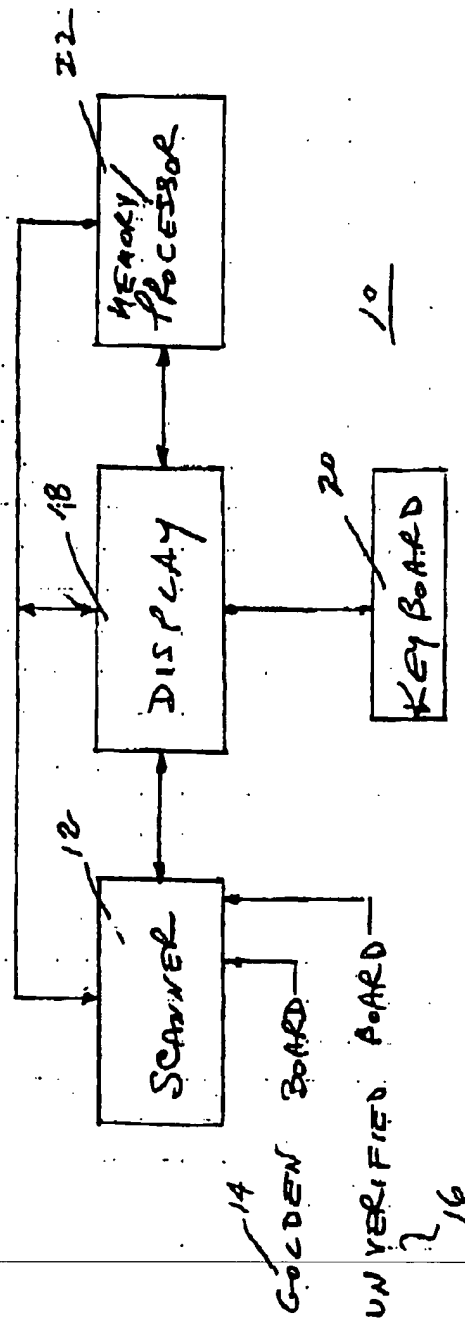 22
MEMORY/
PROCESSOR
18
DISPLAY
12
SCANNER
20
KEYBOARD
10
14
GOLDEN BOARD
UNVERIFIED BOARD
16